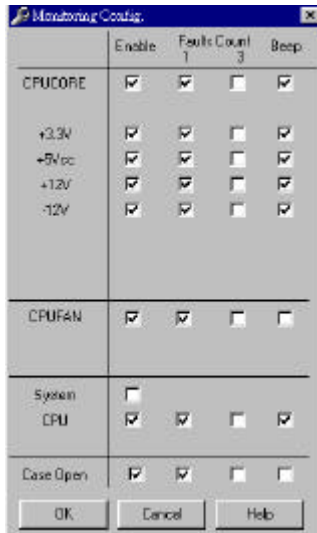 Monitoring Config.
Enable Faults Count Beep
1 3
CPUCORE
+3.3V
+5Vcc
+12V
-12V
CPUFAN
System
CPU
Case Open
OK Cancel Help